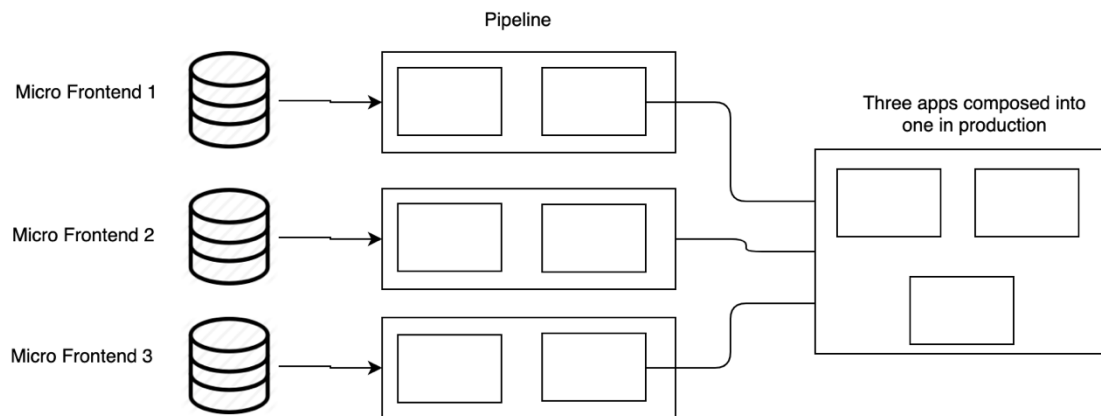 Pipeline
Micro Frontend 1
Three apps composed into
one in production
Micro Frontend 2
Micro Frontend 3